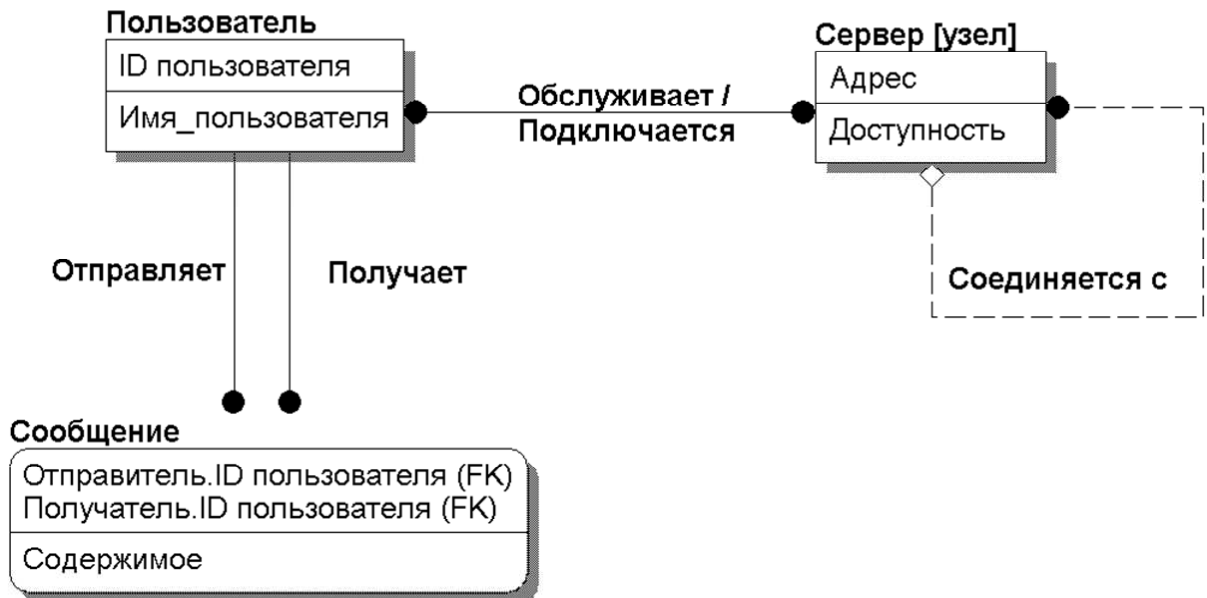 Пользователь
ID пользователя
Имя_пользователя
Обслуживает /
Подключается
Сервер [узел]
Адрес
Доступность
Отправляет
Получает
Соединяется с
Сообщение
Отправитель.ID пользователя (FK)
Получатель.ID пользователя (FK)
Содержимое